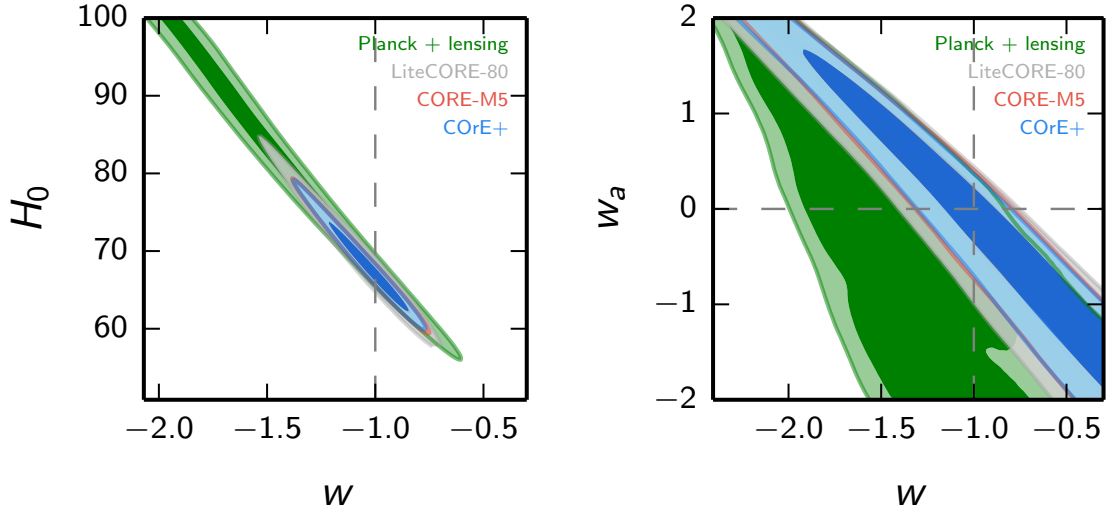 100
90
80
70
60
H0
−2.0 −1.5 −1.0 −0.5
w
Planck + lensing
LiteCORE-80
CORE-M5
COrE+
2
1
0
−1
−2
wa
−2.0 −1.5 −1.0 −0.5
w
Planck + lensing
LiteCORE-80
CORE-M5
COrE+